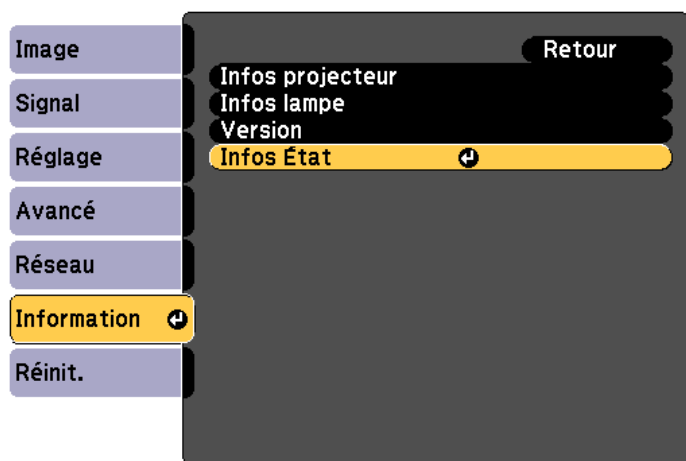 Image
Signal
Réglage
Avancé
Réseau
Information
Réinit.
Retour
Infos projecteur
Infos lampe
Version
Infos État